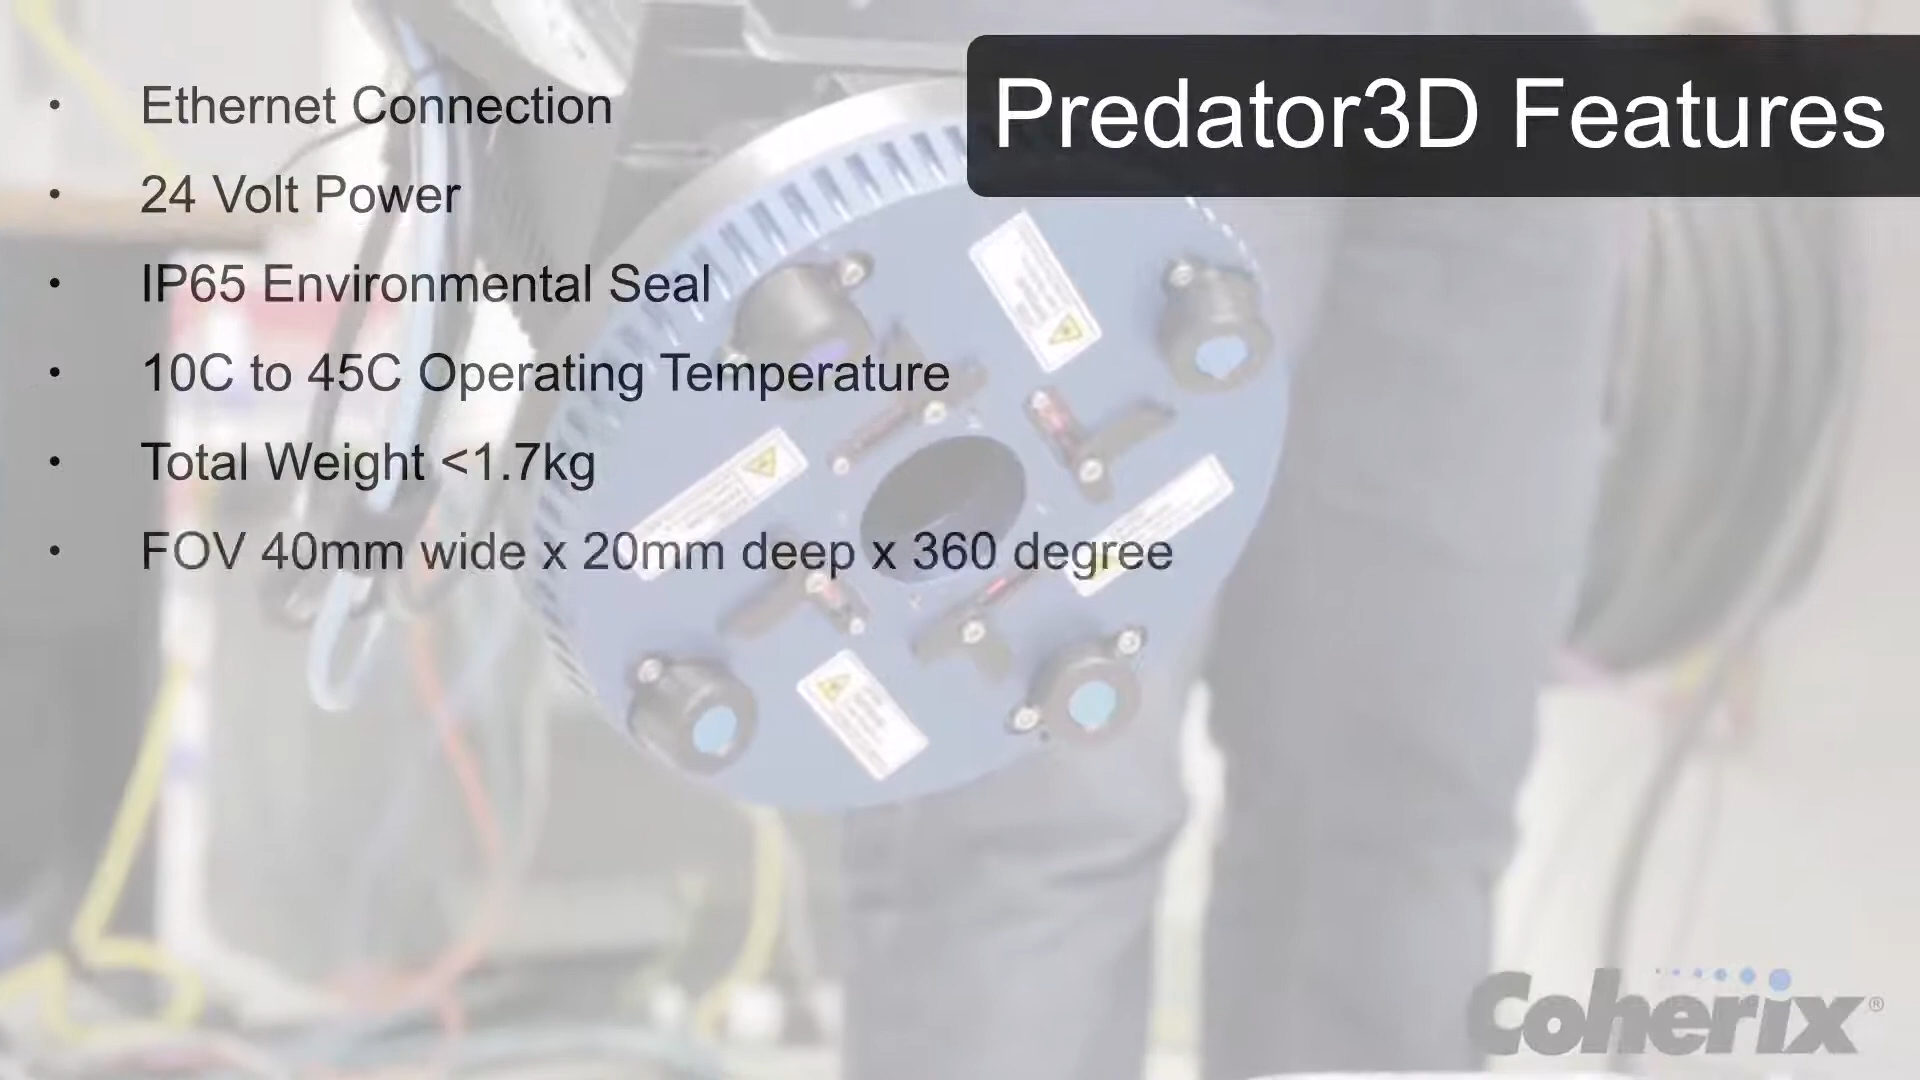 Predator3D Features
• Ethernet Connection
• 24 Volt Power
• IP65 Environmental Seal
• 10C to 45C Operating Temperature
• Total Weight <1.7kg
• FOV 40mm wide x 20mm deep x 360 degree
Coherix®